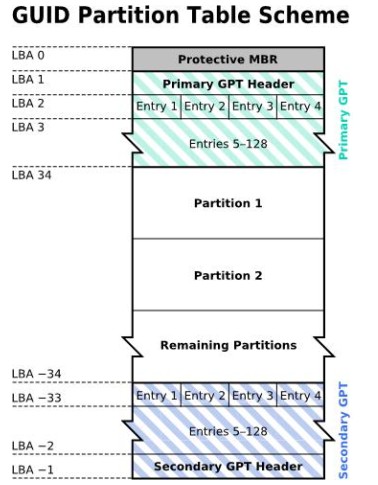 GUID Partition Table Scheme
LBA 0
Protective MBR
LBA 1
Primary GPT Header
LBA 2
Entry 1 Entry 2 Entry 3 Entry 4
LBA 3
Entries 5–128
Primary GPT
LBA 34
Partition 1
Partition 2
Remaining Partitions
LBA −34
Entry 1 Entry 2 Entry 3 Entry 4
LBA −33
Entries 5–128
LBA −2
Secondary GPT Header
LBA −1
Secondary GPT